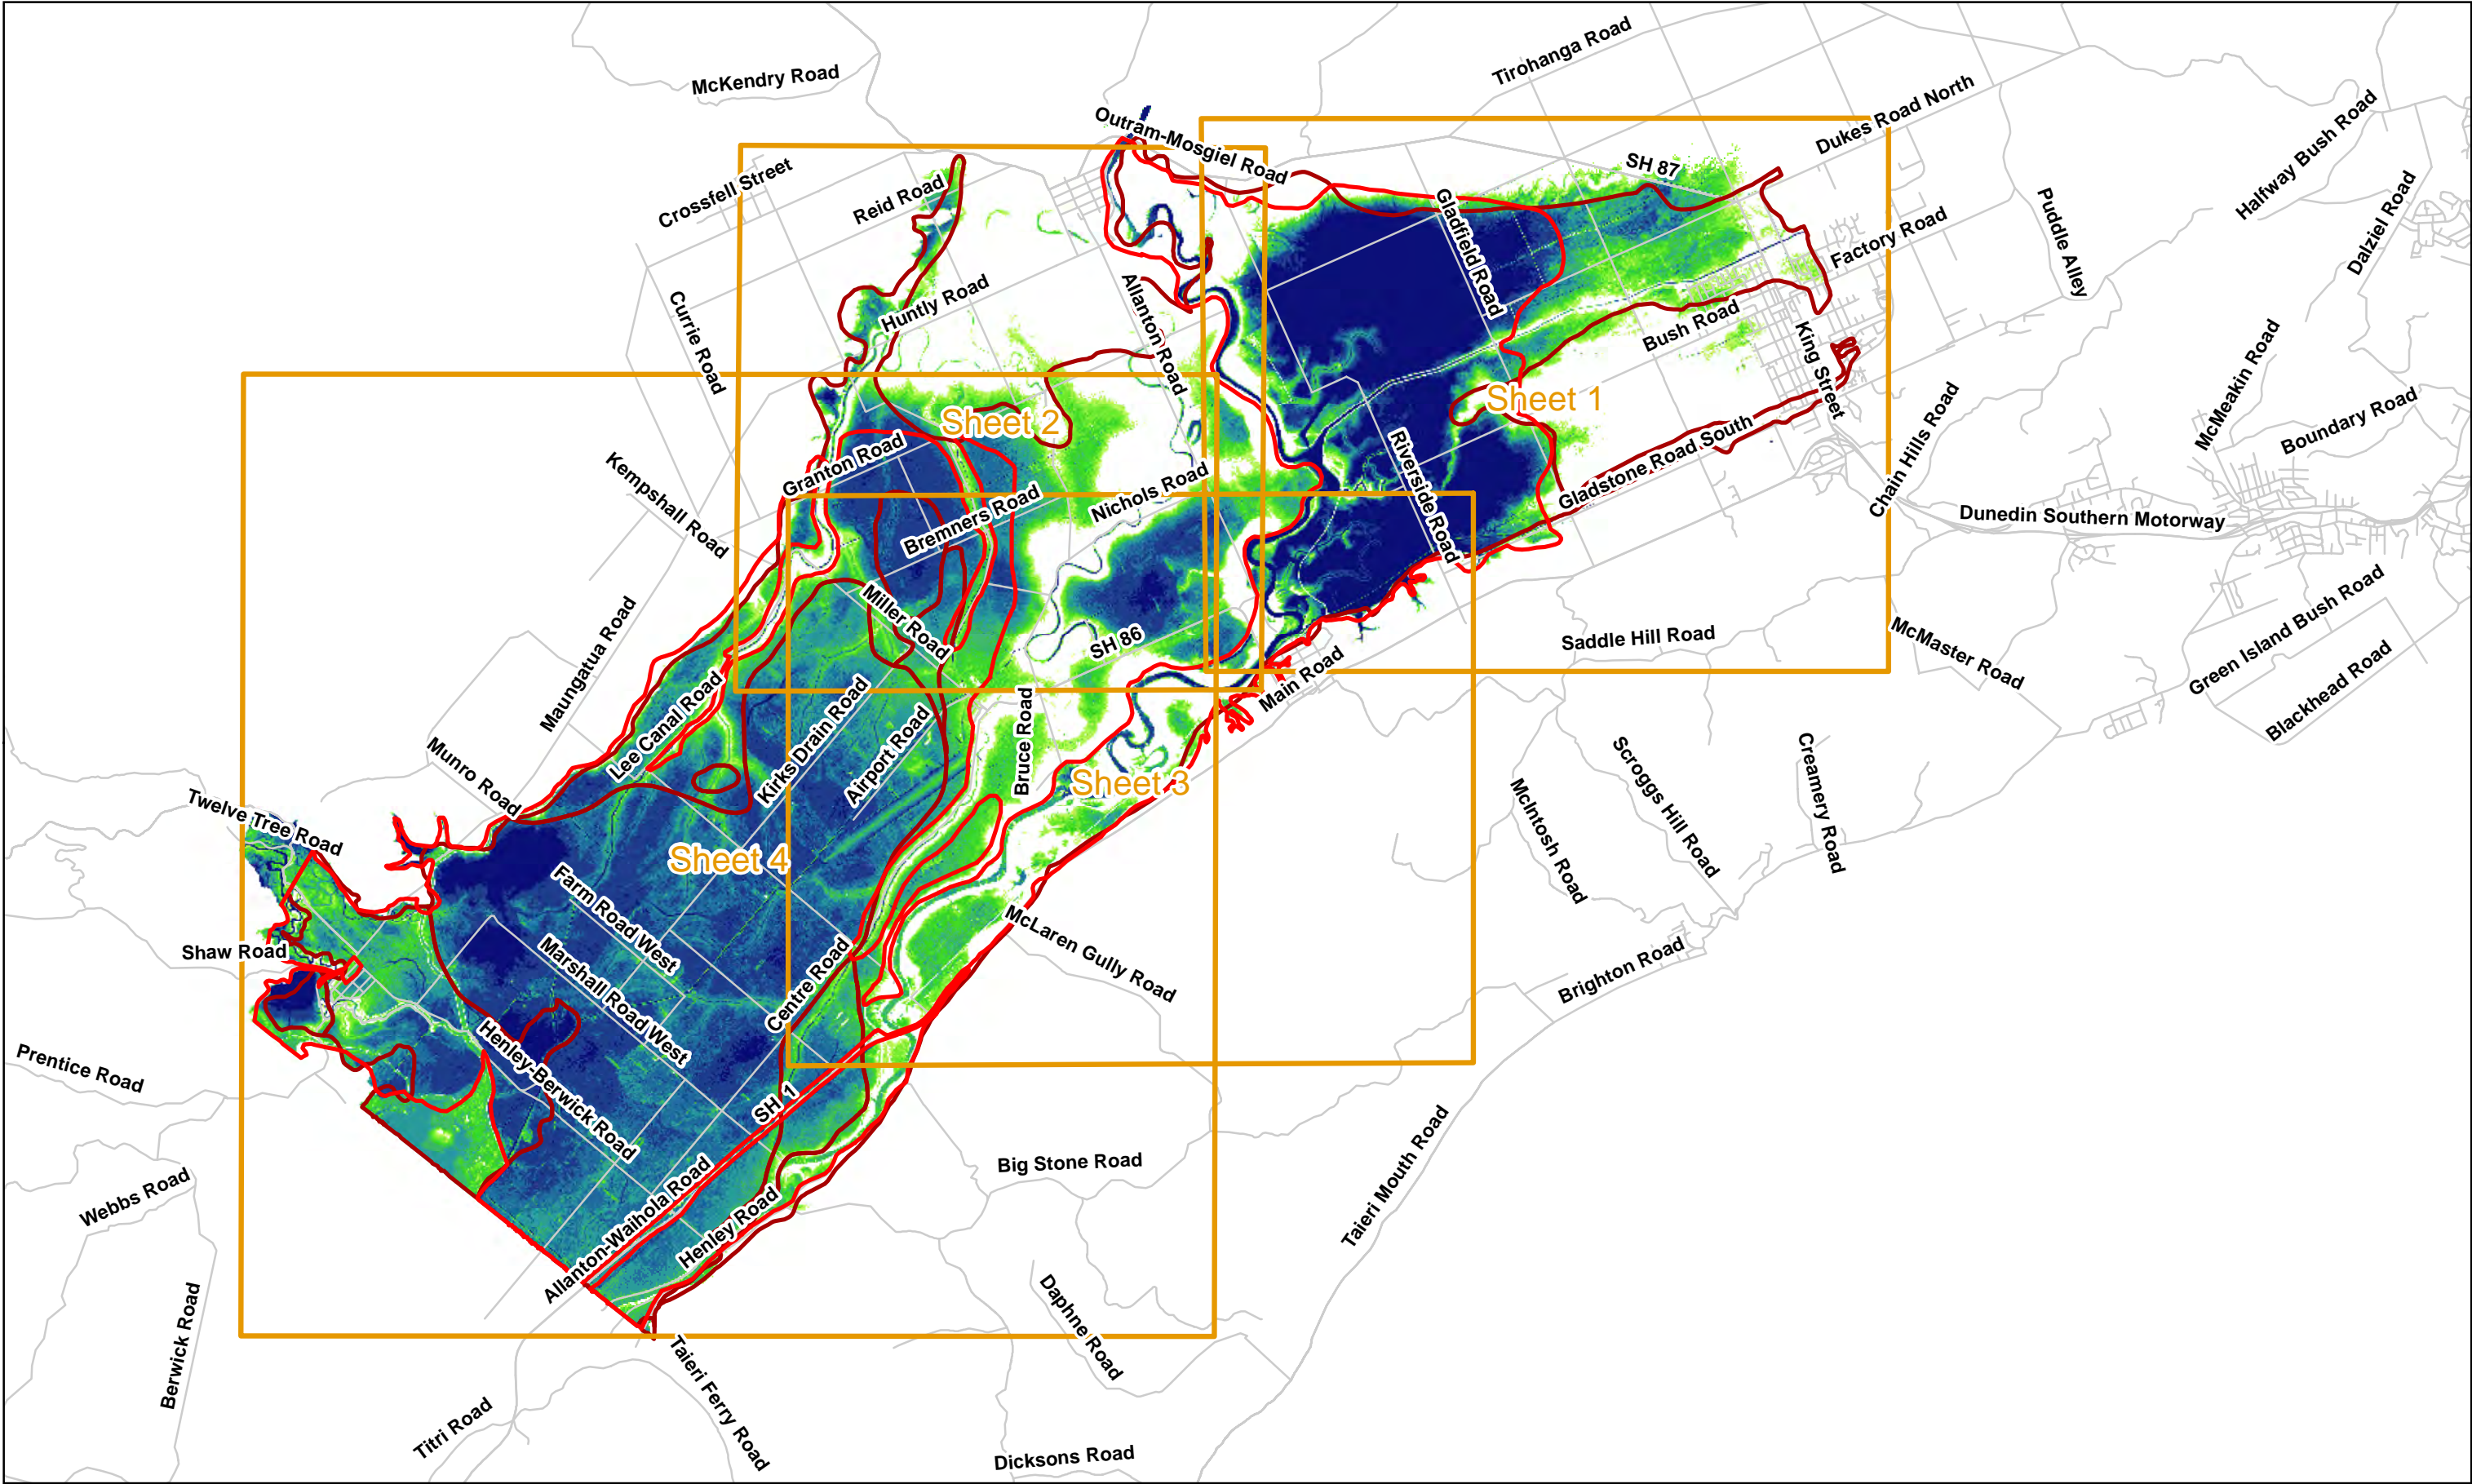 Tirohanga Road
McKendry Road
Dukes Road North
Halfway Bush Road
Outram-Mosgiel Road
SH 87
Crossfell Street
Reid Road
Dalziel Road
Puddle Alley
Factory Road
Gladfield Road
Huntly Road
Allanton Road
Currie Road
Bush Road
King Street
McMeakin Road
Sheet 1
Sheet 2
Boundary Road
Chain Hills Road
Gladstone Road South
Riverside Road
Granton Road
Kempshall Road
Nichols Road
Bremners Road
Dunedin Southern Motorway
Miller Road
SH 86
Saddle Hill Road
McMaster Road
Green Island Bush Road
Blackhead Road
Maungatua Road
Main Road
Lee Canal Road
Kirks Drain Road
Airport Road
Bruce Road
Munro Road
Sheet 3
Scroggs Hill Road
Creamery Road
McIntosh Road
Twelve Tree Road
Sheet 4
Farm Road West
McLaren Gully Road
Shaw Road
Marshall Road West
Centre Road
Brighton Road
Prentice Road
Henley-Berwick Road
SH 1
Big Stone Road
Taieri Mouth Road
Webbs Road
Allanton-Waihola Road
Henley Road
Daphne Road
Berwick Road
Taieri Ferry Road
Titri Road
Dicksons Road